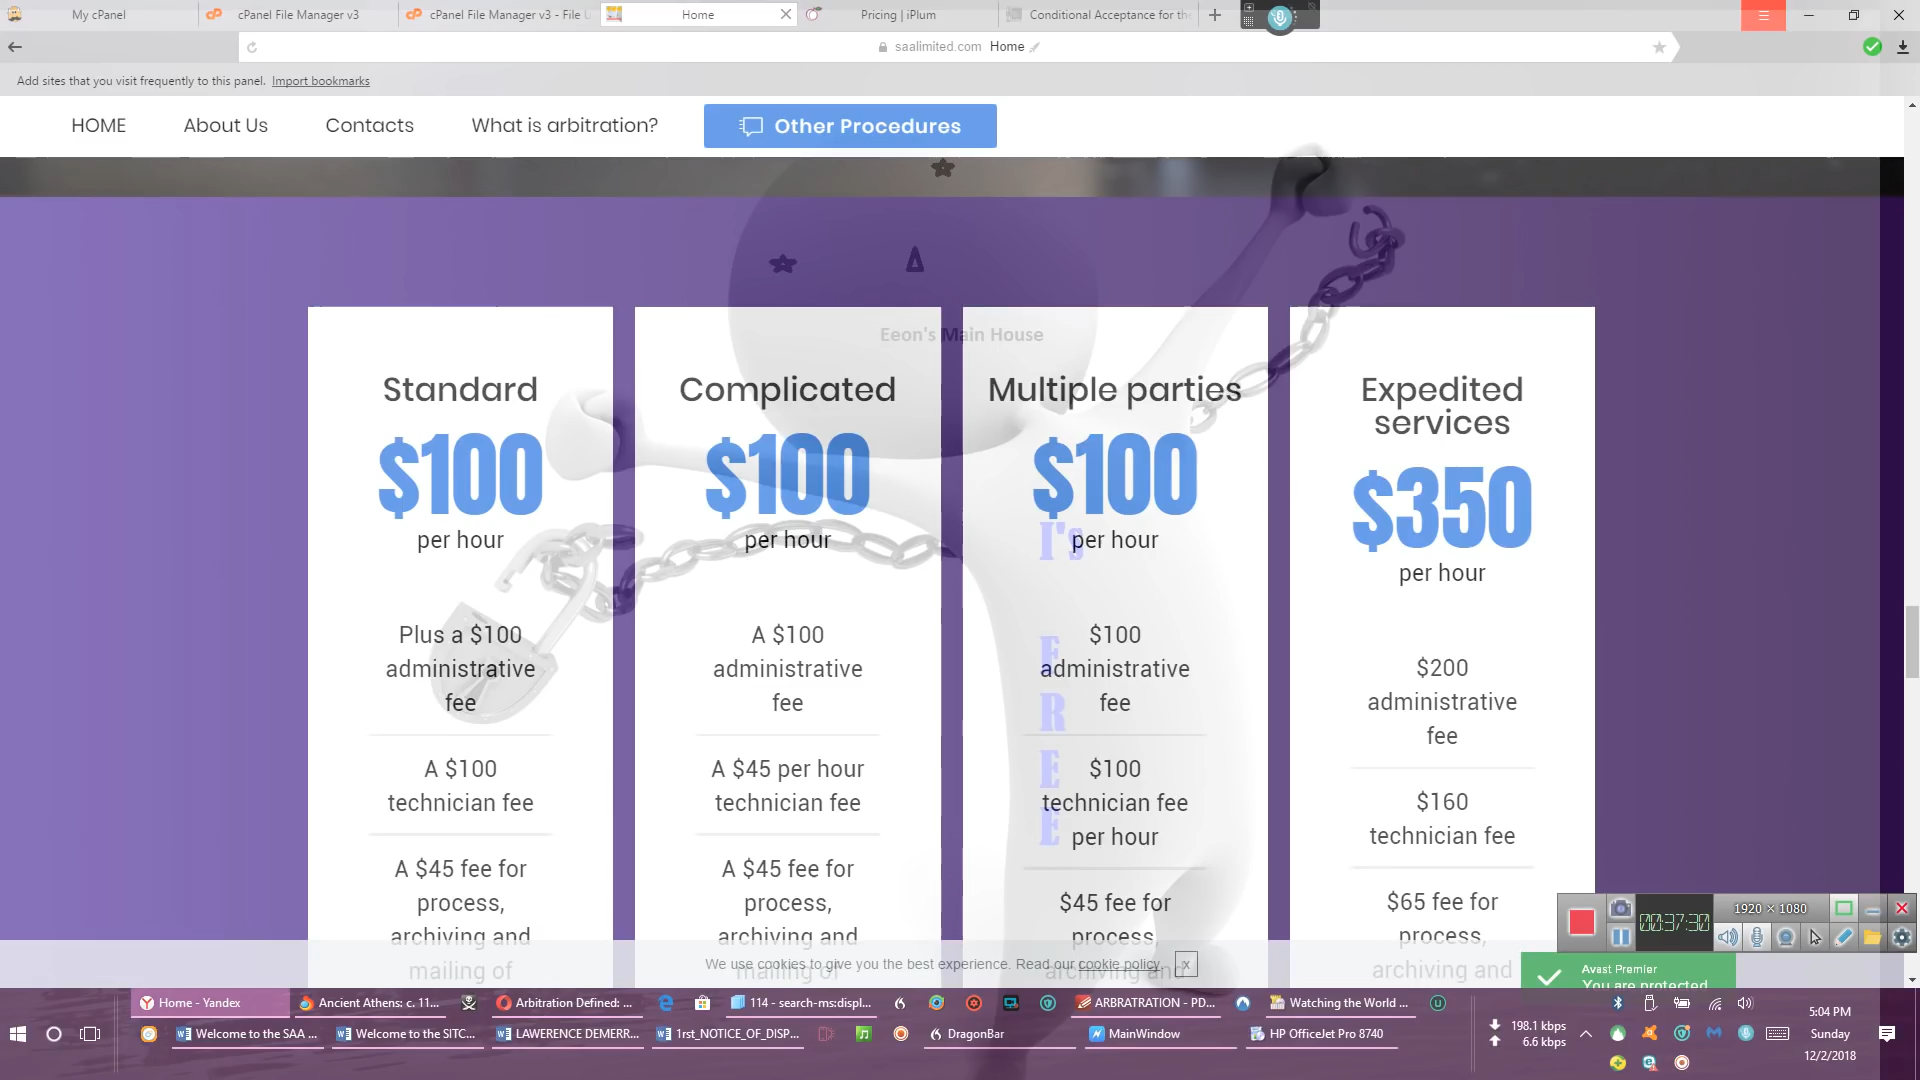 My cPanel
cPanel File Manager v3
cPanel File Manager v3 - File U
Home
Pricing | iPlum
Conditional Acceptance for the
saalimited.com Home
Add sites that you visit frequently to this panel. Import bookmarks
HOME
About Us
Contacts
What is arbitration?
Other Procedures
Eeon's Main House
Standard
$100
per hour
Plus a $100
administrative
fee
A $100
technician fee
A $45 fee for
process,
archiving and
mailing of
Complicated
$100
per hour
A $100
administrative
fee
A $45 per hour
technician fee
A $45 fee for
process,
archiving and
mailing of
Multiple parties
$100
per hour
$100
administrative
fee
$100
technician fee
per hour
$45 fee for
process,
archiving and
I's
F
R
E
E
Expedited
services
$350
per hour
$200
administrative
fee
$160
technician fee
$65 fee for
process,
archiving and
We use cookies to give you the best experience. Read our cookie policy. x
00:37:30
1920 × 1080
Avast Premier
You are protected
Home - Yandex
Ancient Athens: c. 11...
Arbitration Defined: ...
114 - search-ms:displ...
ARBRATRATION - PD...
Watching the World ...
Welcome to the SAA ...
Welcome to the SITC...
LAWERENCE DEMERR...
1rst_NOTICE_OF_DISP...
DragonBar
MainWindow
HP OfficeJet Pro 8740
198.1 kbps
6.6 kbps
5:04 PM
Sunday
12/2/2018